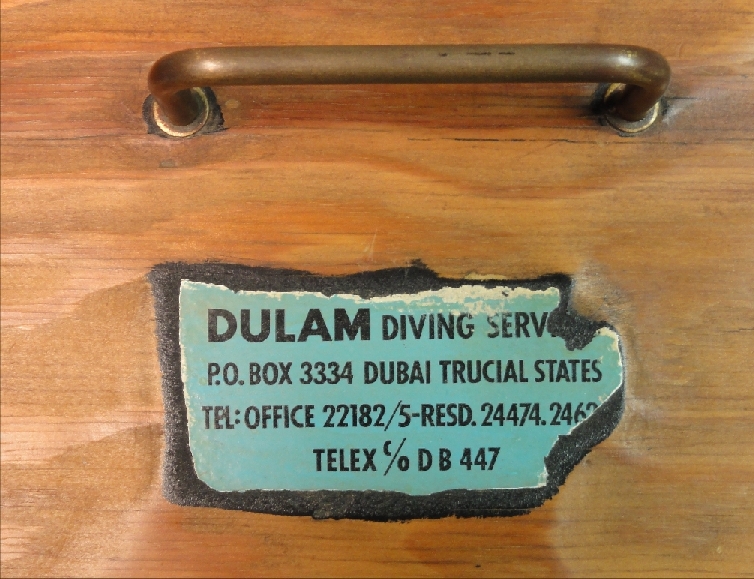 DULAM DIVING SERV
P.O. BOX 3334 DUBAI TRUCIAL STATES
TEL: OFFICE 22182/5-RESD. 24474. 246
TELEX C/o D B 447